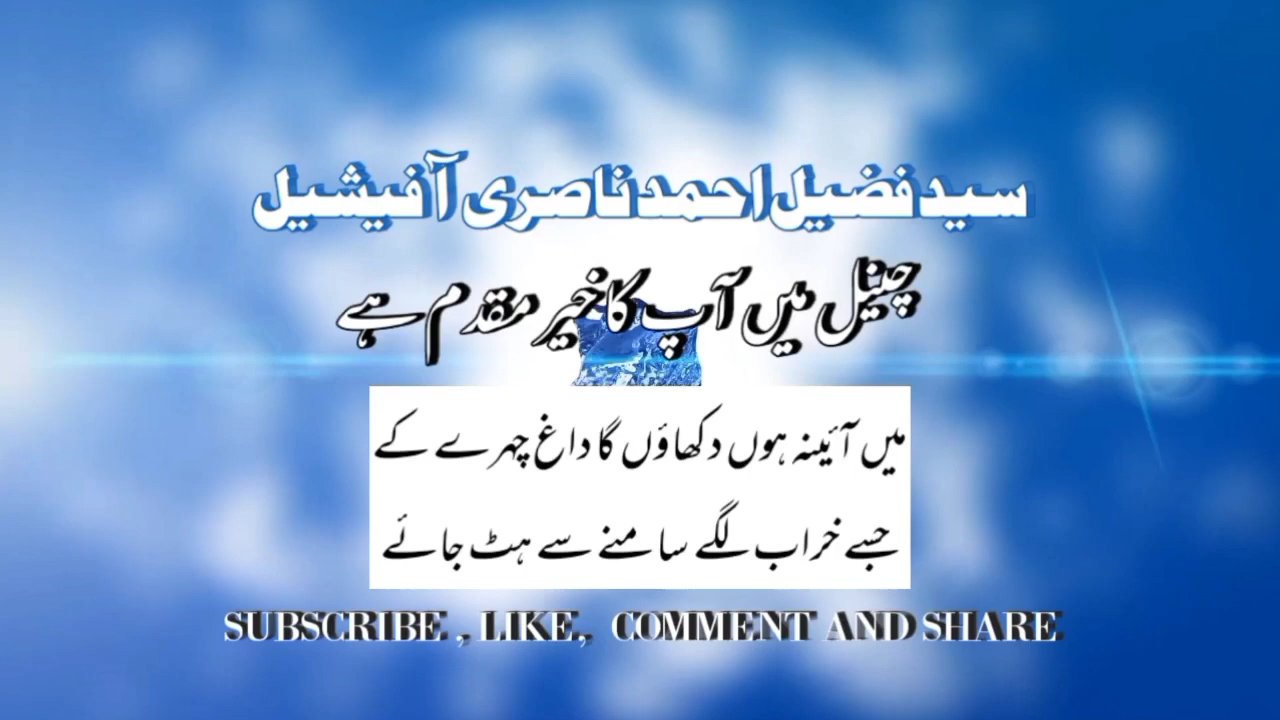 سید فضیل احمد ناصری آفیشیل
چینل میں آپ کا خیر مقدم ہے
میں آئینہ ہوں دکھاؤں گا داغ چہرے کے
جسے خراب لگے سامنے سے ہٹ جائے
SUBSCRIBE , LIKE, COMMENT AND SHARE